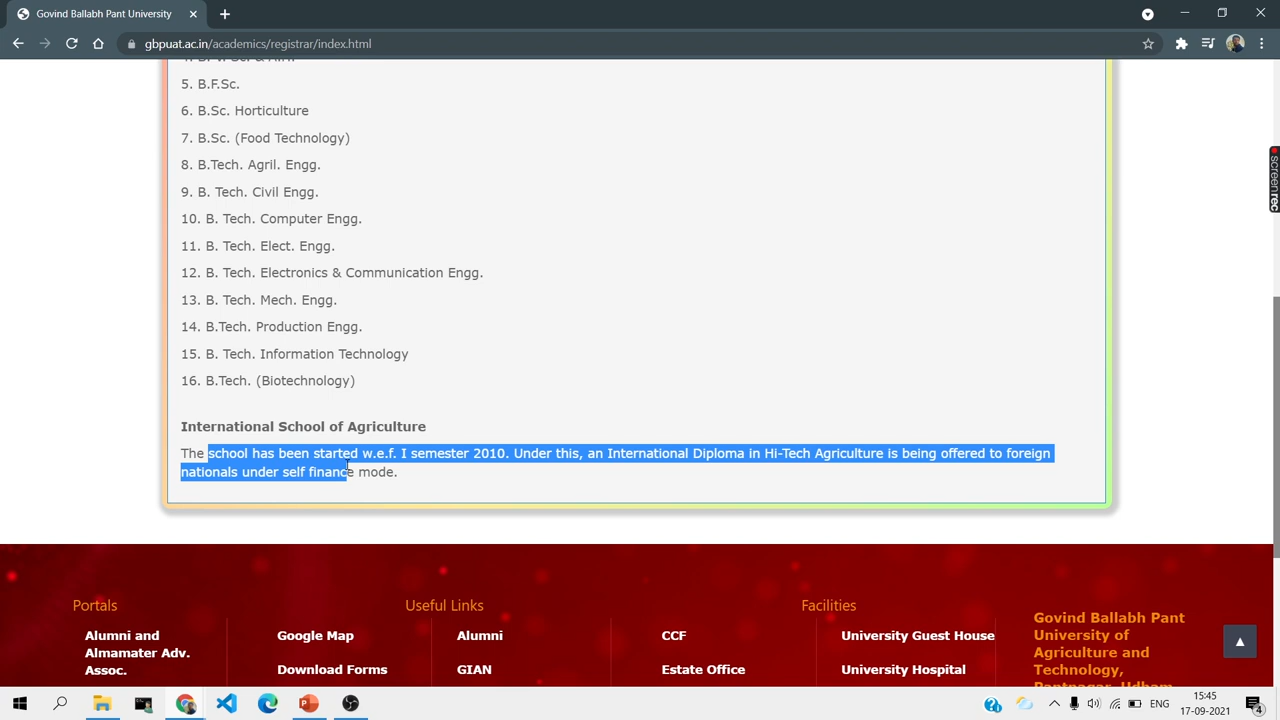 Govind Ballabh Pant University
gbpuat.ac.in/academics/registrar/index.html
5. B.F.Sc.
6. B.Sc. Horticulture
7. B.Sc. (Food Technology)
8. B.Tech. Agril. Engg.
9. B. Tech. Civil Engg.
10. B. Tech. Computer Engg.
11. B. Tech. Elect. Engg.
12. B. Tech. Electronics & Communication Engg.
13. B. Tech. Mech. Engg.
14. B.Tech. Production Engg.
15. B. Tech. Information Technology
16. B.Tech. (Biotechnology)
International School of Agriculture
The school has been started w.e.f. I semester 2010. Under this, an International Diploma in Hi-Tech Agriculture is being offered to foreign
nationals under self finance mode.
screenrec
Portals
Alumni and
Almamater Adv.
Assoc.
Google Map
Download Forms
Useful Links
Alumni
GIAN
CCF
Estate Office
Facilities
University Guest House
University Hospital
Govind Ballabh Pant
University of
Agriculture and
Technology,
Pantnagar, Udham
ENG
15:45
17-09-2021
4